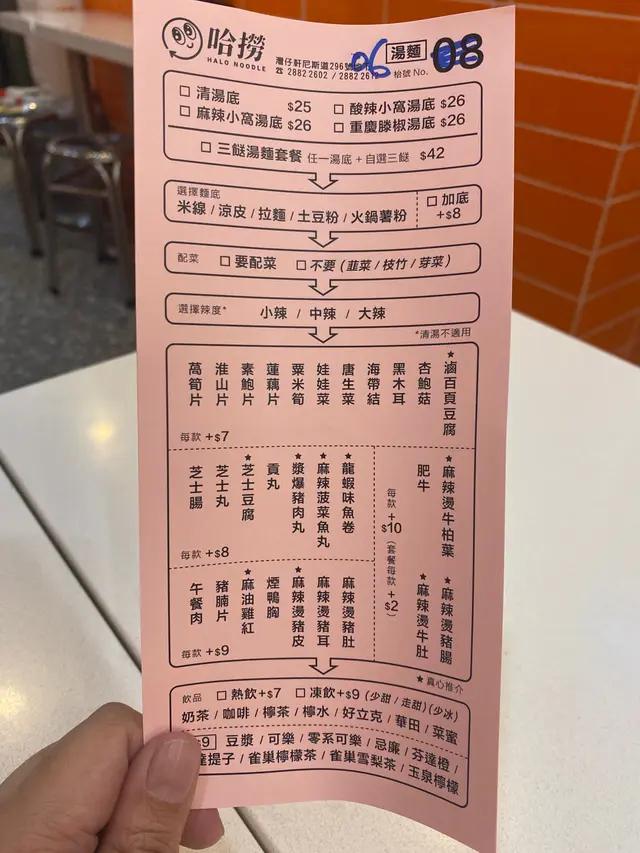 哈撈
HALO NOODLE
灣仔軒尼斯道296號地下
☎ 2882 2602 / 2882 2612
06
湯麵
枱號 No. 08
□ 清湯底 $25
□ 酸辣小窩湯底 $26
□ 麻辣小窩湯底 $26
□ 重慶滕椒湯底 $26
□ 三餸湯麵套餐 任一湯底 + 自選三餸 $42
選擇麵底
米線 / 涼皮 / 拉麵 / 土豆粉 / 火鍋薯粉
□ 加底
+$8
配菜 □ 要配菜 □ 不要 (韮菜 / 枝竹 / 芽菜)
選擇辣度* 小辣 / 中辣 / 大辣
*清湯不適用
★滷百頁豆腐
杏鮑菇
黑木耳
海帶結
唐生菜
娃娃菜
粟米筍
蓮藕片
素鮑片
淮山片
萵筍片
每款 +$7
★龍蝦味魚卷
★麻辣菠菜魚丸
★漿爆豬肉丸
貢丸
★芝士豆腐
芝士丸
芝士腸
每款 +$8
★麻辣燙牛柏葉
肥牛
★麻辣燙豬腸
★麻辣燙牛肚
每款 + $10 (套餐每款 + $2)
麻辣燙豬肚
★麻辣燙豬耳
★麻辣燙豬皮
煙鴨胸
★麻油雞紅
豬腩片
午餐肉
每款 +$9
★真心推介
飲品 □ 熱飲+$7 □ 凍飲+$9 (少甜 / 走甜) (少冰)
奶茶 / 咖啡 / 檸茶 / 檸水 / 好立克 / 華田 / 菜蜜
$9 豆漿 / 可樂 / 零系可樂 / 忌廉 / 芬達橙 /
達提子 / 雀巢檸檬茶 / 雀巢雪梨茶 / 玉泉檸檬